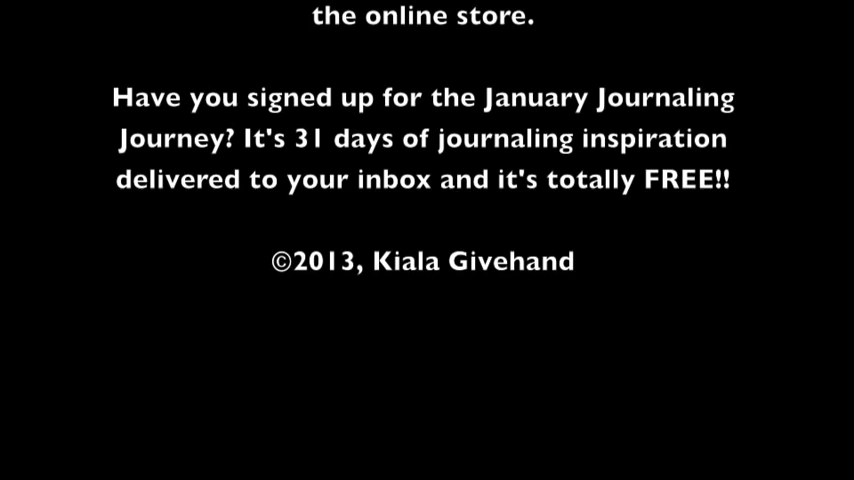 the online store.
Have you signed up for the January Journaling
Journey? It's 31 days of journaling inspiration
delivered to your inbox and it's totally FREE!!
©2013, Kiala Givehand